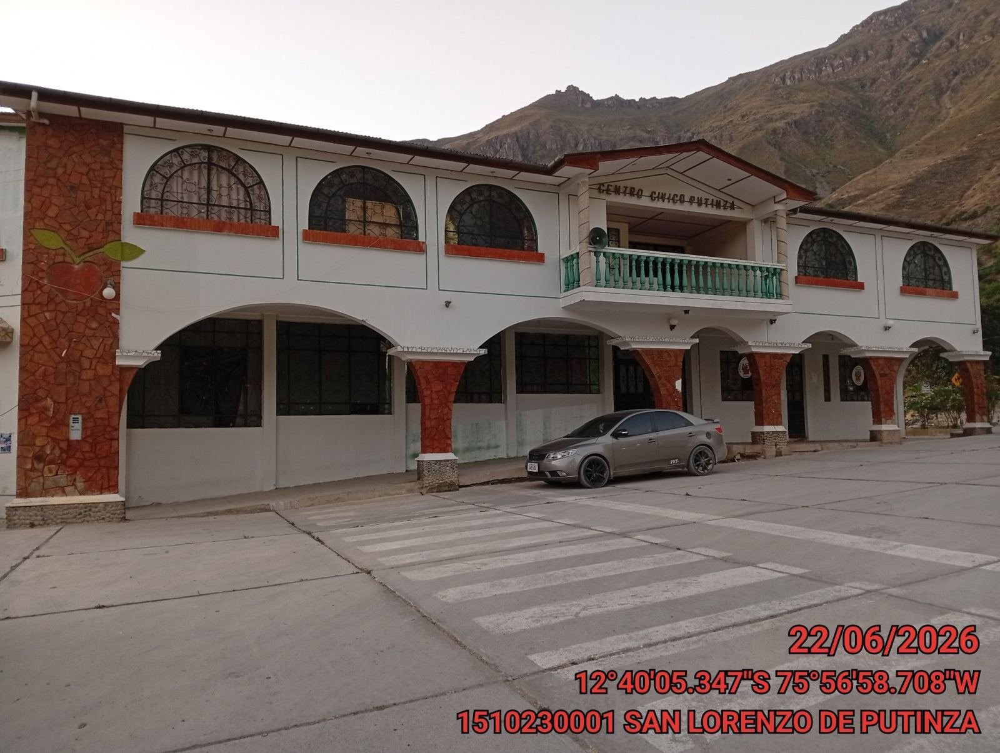 CENTRO CIVICO PUTINZA
22/06/2026
12°40'05.347"S 75°56'58.708"W
1510230001 SAN LORENZO DE PUTINZA